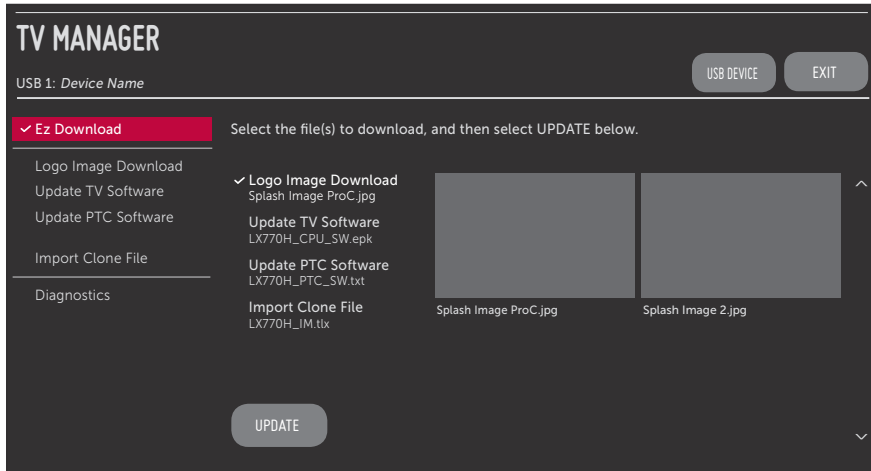 TV MANAGER
USB 1: Device Name
USB DEVICE
EXIT
Ez Download
Logo Image Download
Update TV Software
Update PTC Software
Import Clone File
Diagnostics
Select the file(s) to download, and then select UPDATE below.
Logo Image Download
Splash Image ProC.jpg
Update TV Software
LX770H_CPU_SW.epk
Update PTC Software
LX770H_PTC_SW.txt
Import Clone File
LX770H_IM.tlx
Splash Image ProC.jpg
Splash Image 2.jpg
UPDATE